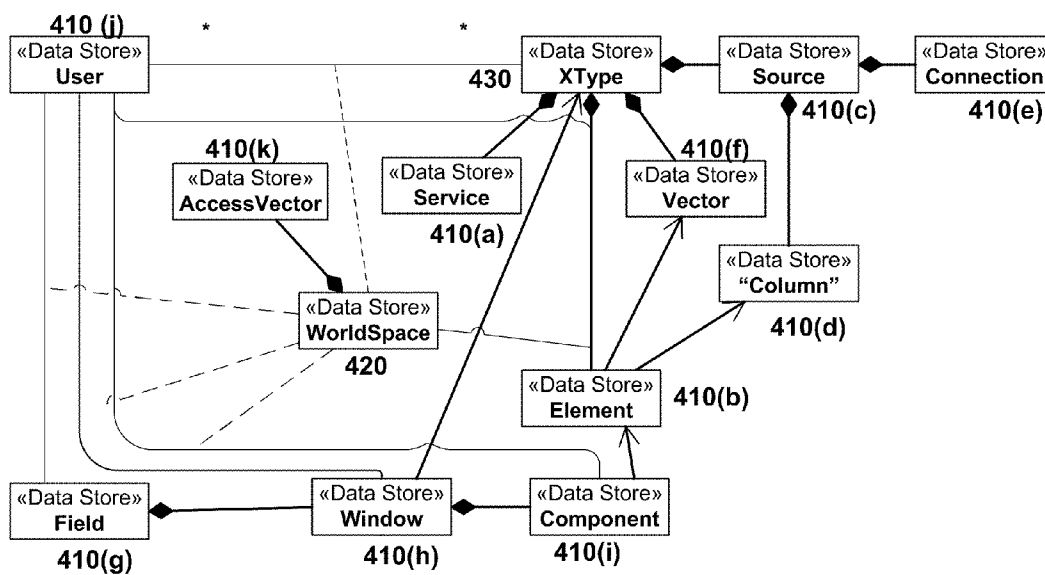 410 (j)
* *
«Data Store»
User
430
«Data Store»
XType
«Data Store»
Source
410(c)
«Data Store»
Connection
410(e)
410(k)
«Data Store»
AccessVector
«Data Store»
Service
410(a)
410(f)
«Data Store»
Vector
«Data Store»
“Column”
410(d)
«Data Store»
WorldSpace
420
«Data Store»
Element
410(b)
«Data Store»
Field
410(g)
«Data Store»
Window
410(h)
«Data Store»
Component
410(i)